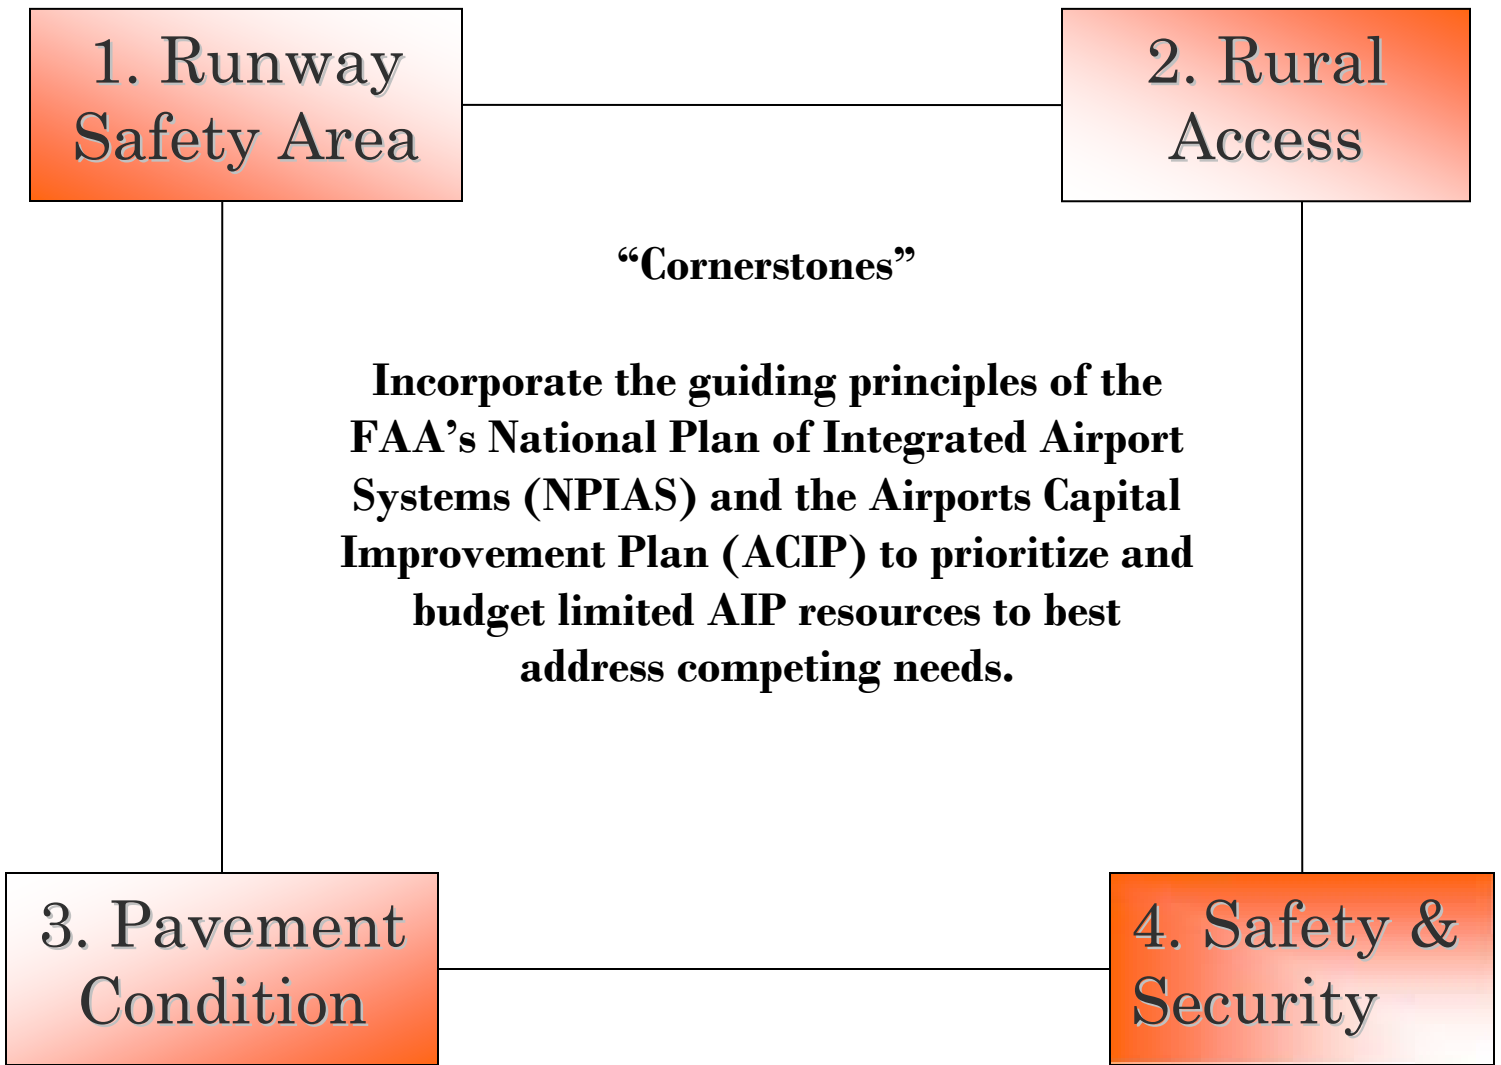 1. Runway
Safety Area
2. Rural
Access
“Cornerstones”
Incorporate the guiding principles of the
FAA’s National Plan of Integrated Airport
Systems (NPIAS) and the Airports Capital
Improvement Plan (ACIP) to prioritize and
budget limited AIP resources to best
address competing needs.
3. Pavement
Condition
4. Safety &
Security